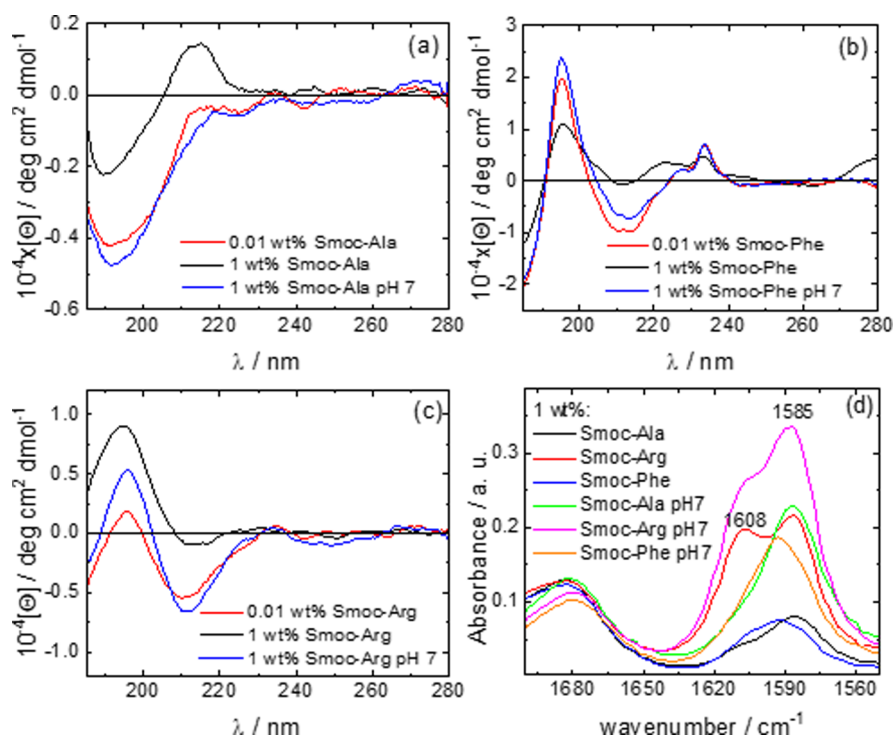 (a)
10⁻⁴x[Θ] / deg cm² dmol⁻¹
0.2
0.0
-0.2
-0.4
-0.6
0.01 wt% Smoc-Ala
1 wt% Smoc-Ala
1 wt% Smoc-Ala pH 7
200 220 240 260 280
λ / nm
(b)
10⁻⁴x[Θ] / deg cm² dmol⁻¹
3
2
1
0
-1
-2
0.01 wt% Smoc-Phe
1 wt% Smoc-Phe
1 wt% Smoc-Phe pH 7
200 220 240 260 280
λ / nm
(c)
10⁻⁴[Θ] / deg cm² dmol⁻¹
1.0
0.5
0.0
-0.5
-1.0
0.01 wt% Smoc-Arg
1 wt% Smoc-Arg
1 wt% Smoc-Arg pH 7
200 220 240 260 280
λ / nm
(d)
Absorbance / a. u.
0.3
0.2
0.1
1 wt%:
Smoc-Ala
Smoc-Arg
Smoc-Phe
Smoc-Ala pH7
Smoc-Arg pH7
Smoc-Phe pH7
1585
1608
1680 1650 1620 1590 1560
wavenumber / cm⁻¹